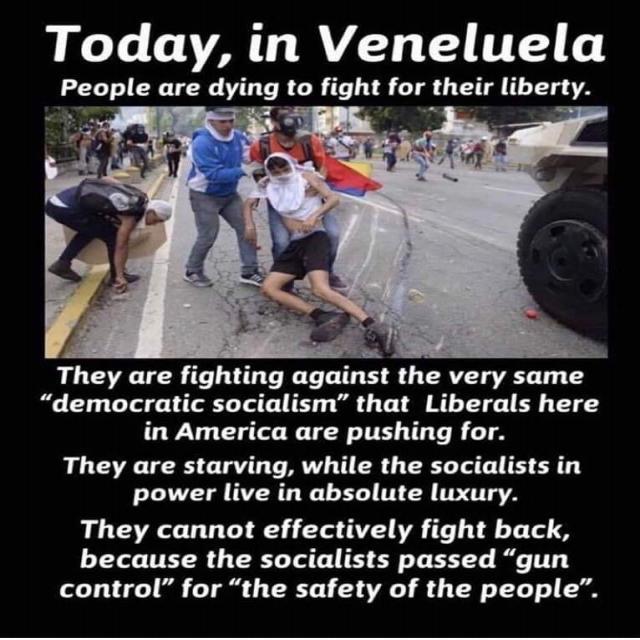 Today, in Veneluela
People are dying to fight for their liberty.
They are fighting against the very same
“democratic socialism” that Liberals here
in America are pushing for.
They are starving, while the socialists in
power live in absolute luxury.
They cannot effectively fight back,
because the socialists passed “gun
control” for “the safety of the people”.